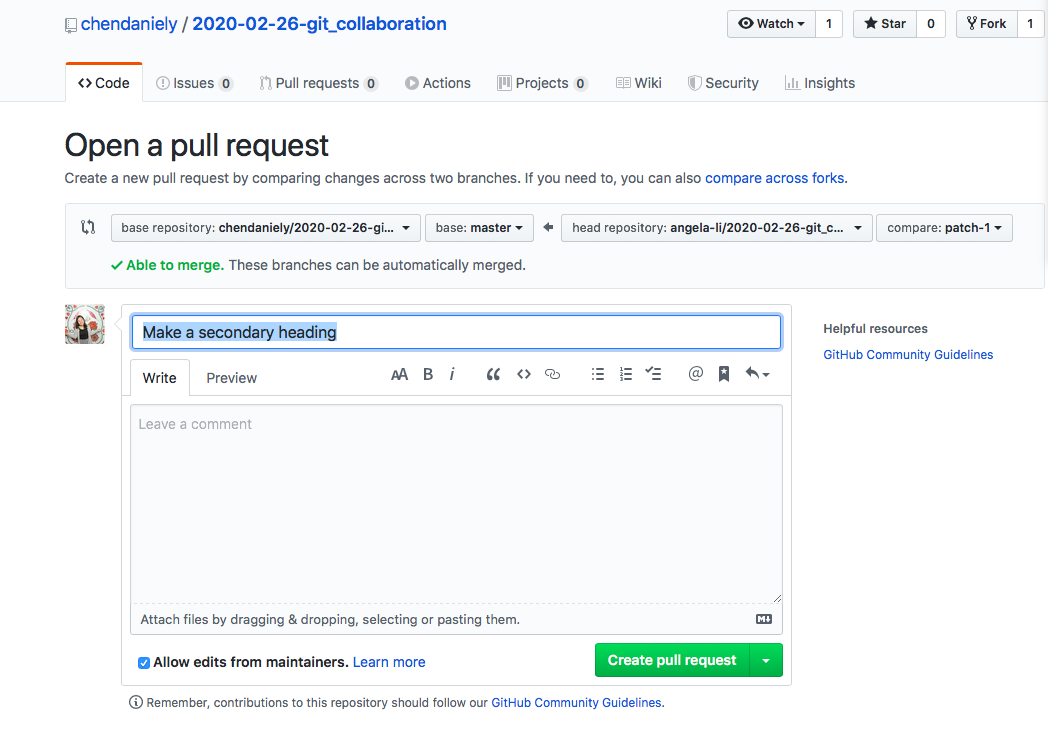 chendaniely / 2020-02-26-git_collaboration
Watch 1 Star 0 Fork 1
Code Issues 0 Pull requests 0 Actions Projects 0 Wiki Security Insights
Open a pull request
Create a new pull request by comparing changes across two branches. If you need to, you can also compare across forks.
base repository: chendaniely/2020-02-26-gi... base: master head repository: angela-li/2020-02-26-git_c... compare: patch-1
Able to merge. These branches can be automatically merged.
Make a secondary heading
Helpful resources
GitHub Community Guidelines
Write Preview AA B i
Leave a comment
Attach files by dragging & dropping, selecting or pasting them.
Allow edits from maintainers. Learn more
Create pull request
Remember, contributions to this repository should follow our GitHub Community Guidelines.